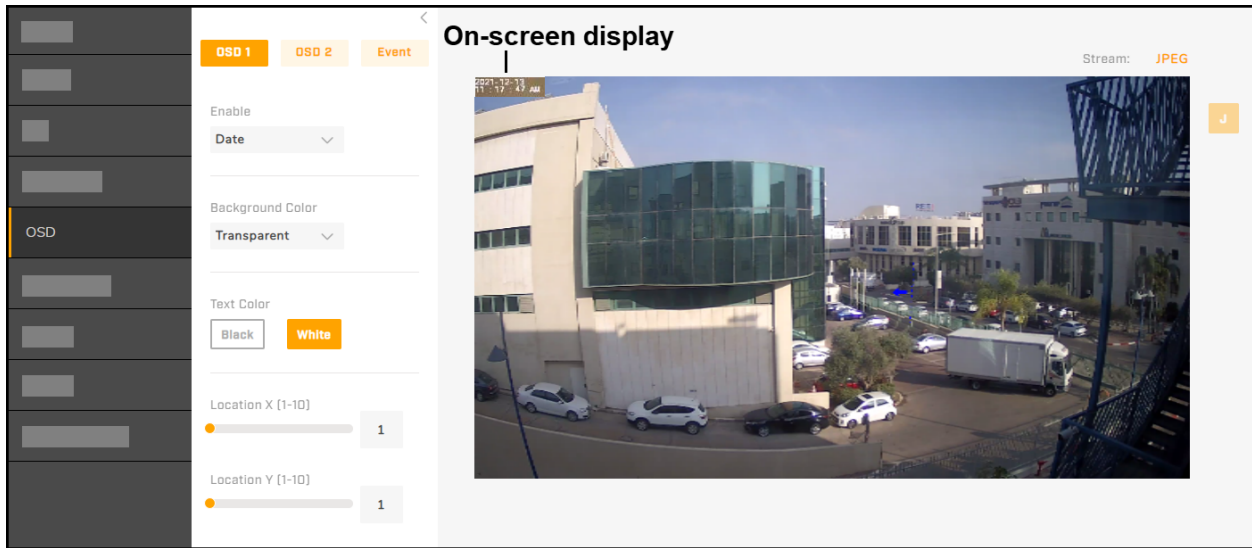 On-screen display
OSD 1 OSD 2 Event
Stream: JPEG
2021-12-13
11 : 17 : 47 AM
J
Enable
Date
Background Color
Transparent
OSD
Text Color
Black White
Location X (1-10)
1
Location Y (1-10)
1